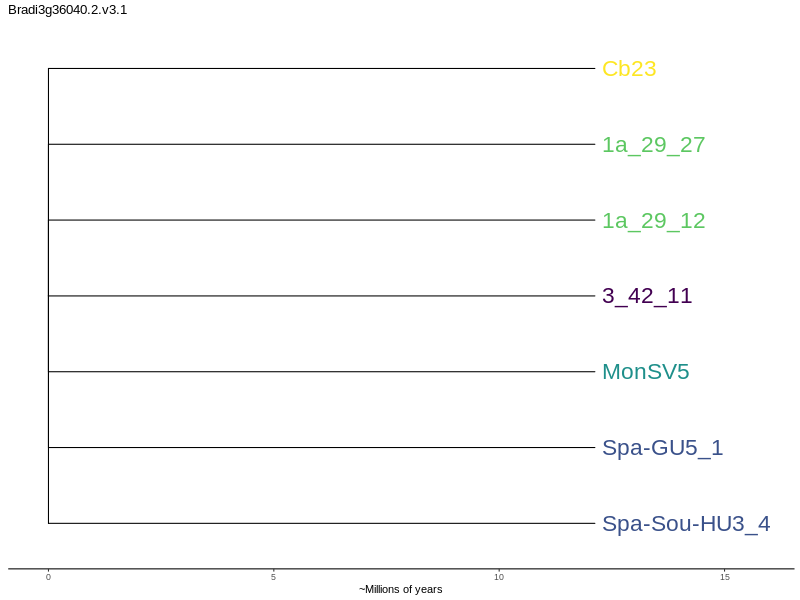 Bradi3g36040.2.v3.1
Cb23
1a_29_27
1a_29_12
3_42_11
MonSV5
Spa-GU5_1
Spa-Sou-HU3_4
0 5 10 15
~Millions of years